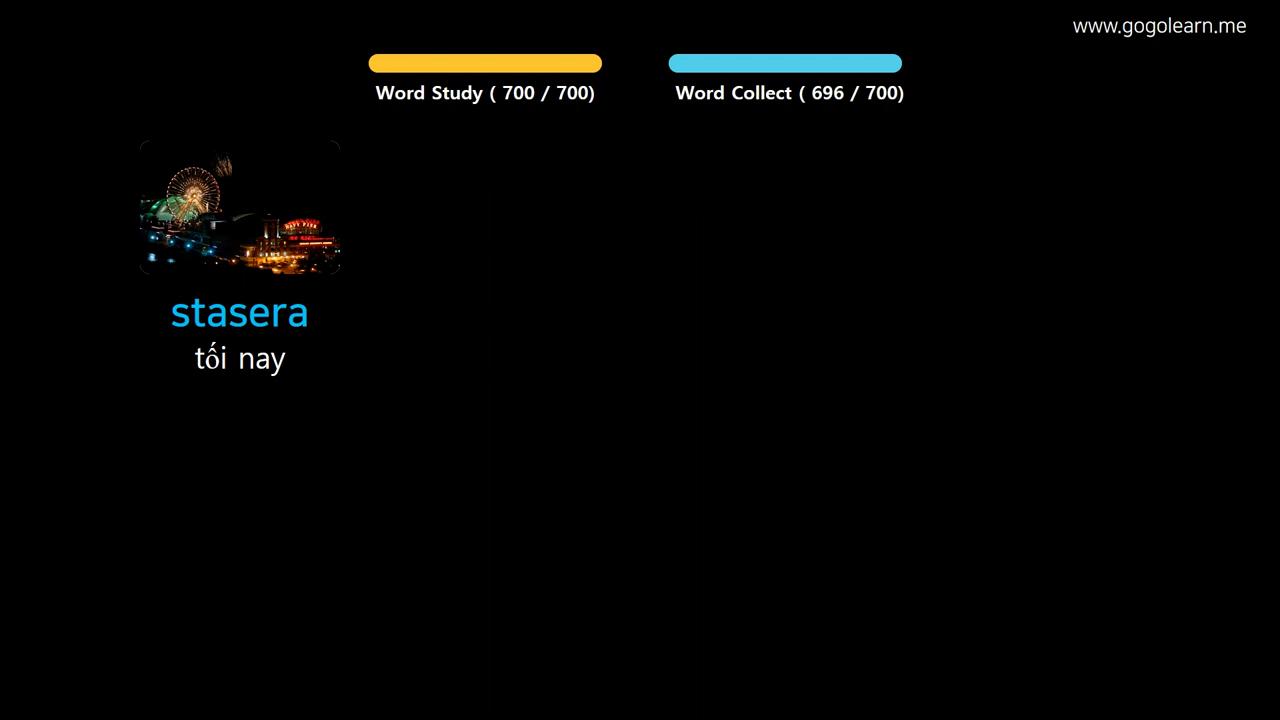 www.gogolearn.me
Word Study ( 700 / 700)
Word Collect ( 696 / 700)
stasera
tối nay